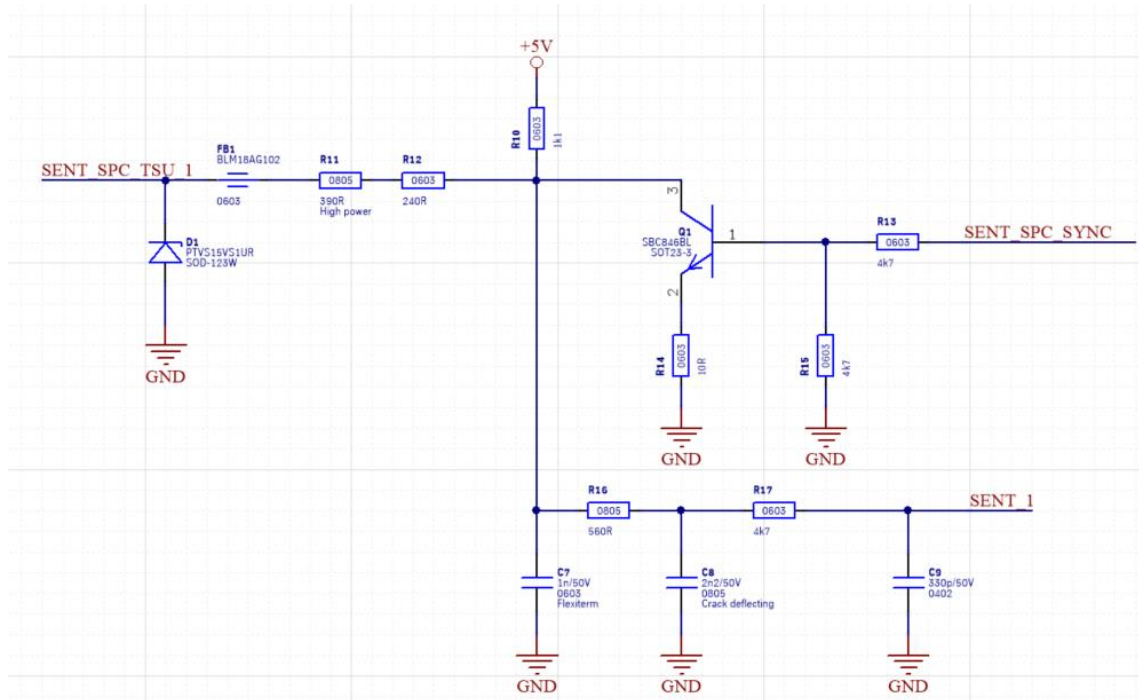 +5V
R10
0603
1k1
FB1
BLM18AG102
0603
R11
0805
390R
High power
R12
0603
240R
SENT_SPC_TSU_1
D1
PTVS15VS1UR
SOD-123W
GND
3
Q1
SBC846BL
SOT23-3
1
2
R13
0603
4k7
SENT_SPC_SYNC
R14
0603
10R
GND
R15
0603
4k7
GND
R16
0805
560R
R17
0603
4k7
SENT_1
C7
1n/50V
0603
Flexiterm
GND
C8
2n2/50V
0805
Crack deflecting
GND
C9
330p/50V
0402
GND